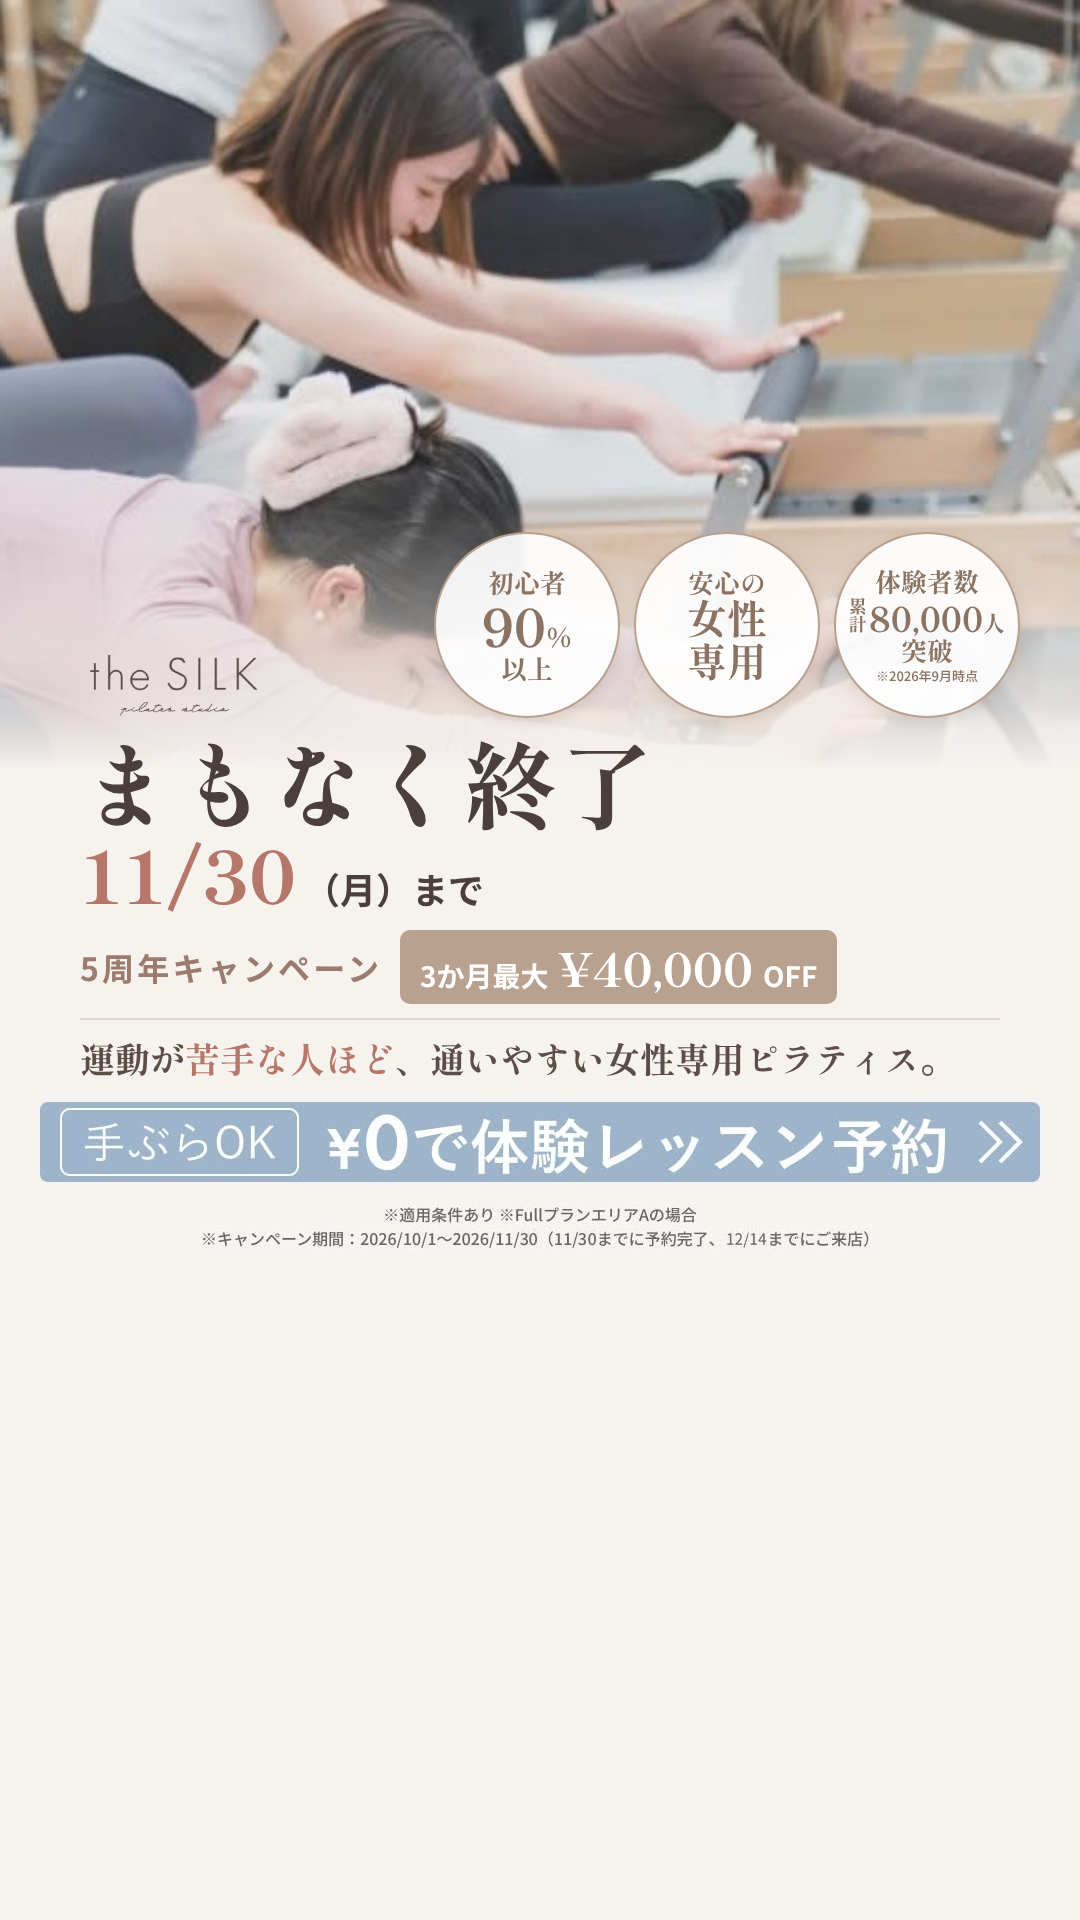 初心者
90%
以上
安心の
女性
専用
体験者数
累計80,000人
突破
※2026年9月時点
the SILK
pilates studio
まもなく終了
11/30（月）まで
5周年キャンペーン 3か月最大 ¥40,000 OFF
運動が苦手な人ほど、通いやすい女性専用ピラティス。
手ぶらOK ¥0で体験レッスン予約
※適用条件あり ※FullプランエリアAの場合
※キャンペーン期間：2026/10/1〜2026/11/30（11/30までに予約完了、12/14までにご来店）